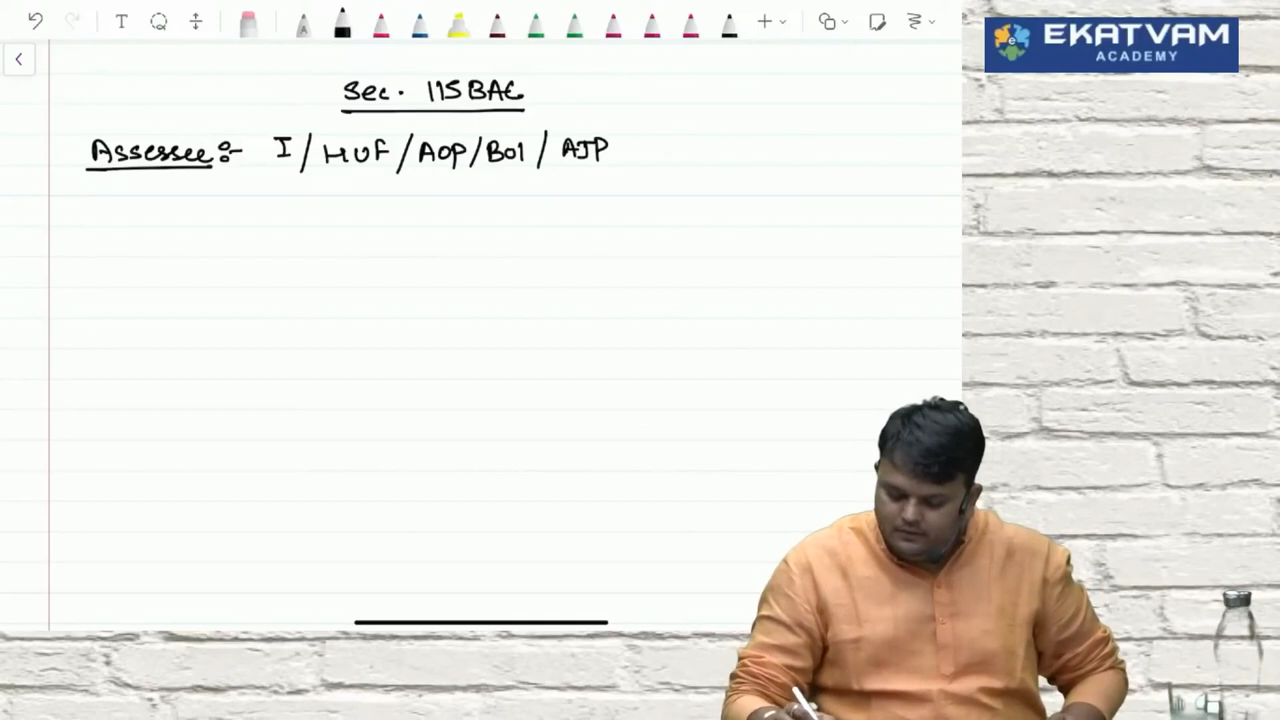 EKATVAM
ACADEMY
Sec. 115BAC
Assessee :- I / HUF / AOP / BOI / AJP